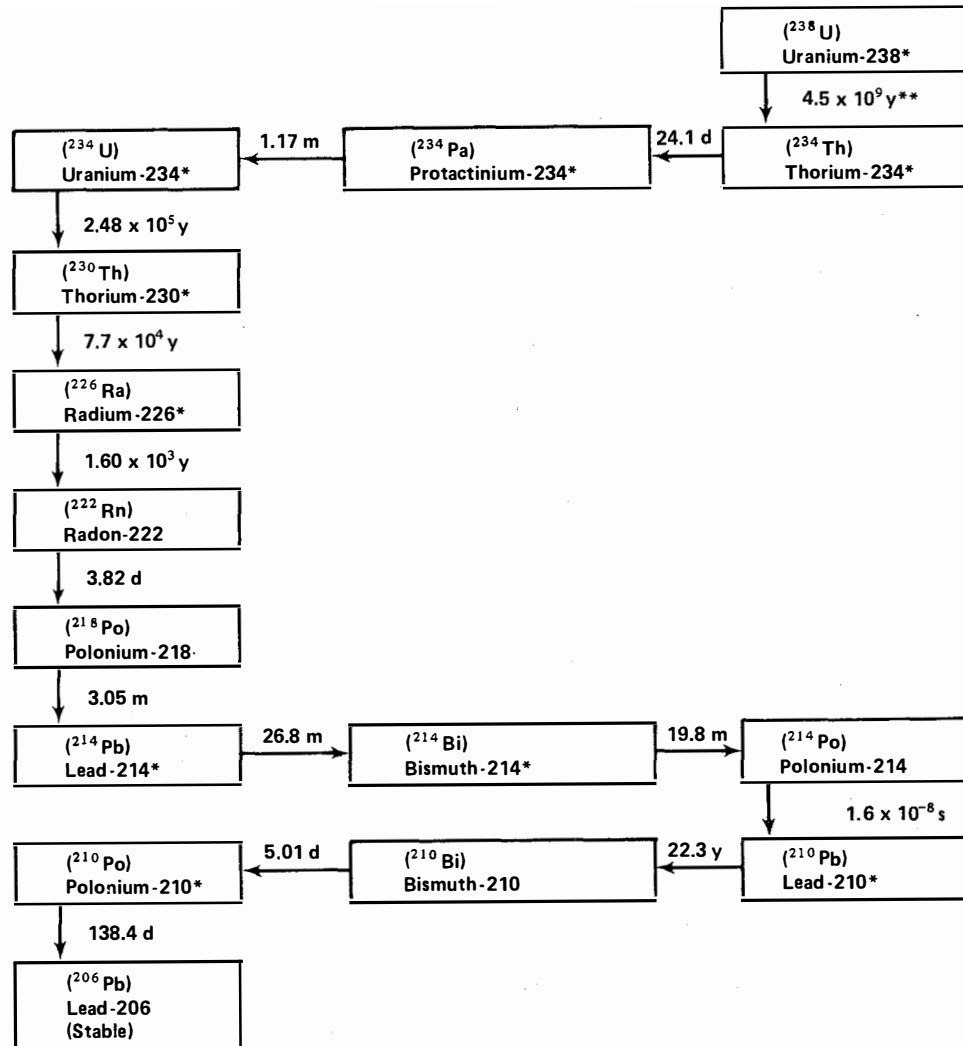 (²³⁸U)
Uranium-238*
4.5 x 10⁹ y**
(²³⁴Th)
Thorium-234*
24.1 d
(²³⁴Pa)
Protactinium-234*
1.17 m
(²³⁴U)
Uranium-234*
2.48 x 10⁵ y
(²³⁰Th)
Thorium-230*
7.7 x 10⁴ y
(²²⁶Ra)
Radium-226*
1.60 x 10³ y
(²²²Rn)
Radon-222
3.82 d
(²¹⁸Po)
Polonium-218
3.05 m
(²¹⁴Pb)
Lead-214*
26.8 m
(²¹⁴Bi)
Bismuth-214*
19.8 m
(²¹⁴Po)
Polonium-214
1.6 x 10⁻⁸ s
(²¹⁰Pb)
Lead-210*
22.3 y
(²¹⁰Bi)
Bismuth-210
5.01 d
(²¹⁰Po)
Polonium-210*
138.4 d
(²⁰⁶Pb)
Lead-206
(Stable)